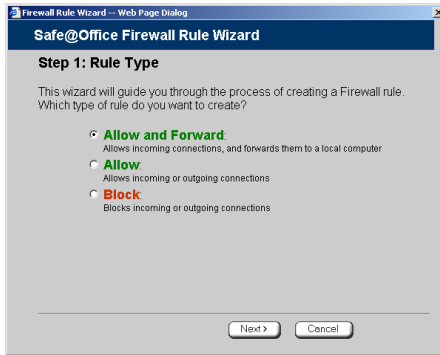 Firewall Rule Wizard -- Web Page Dialog
Safe@Office Firewall Rule Wizard
Step 1: Rule Type
This wizard will guide you through the process of creating a Firewall rule.
Which type of rule do you want to create?
Allow and Forward:
Allows incoming connections, and forwards them to a local computer
Allow:
Allows incoming or outgoing connections
Block:
Blocks incoming or outgoing connections
Next > Cancel